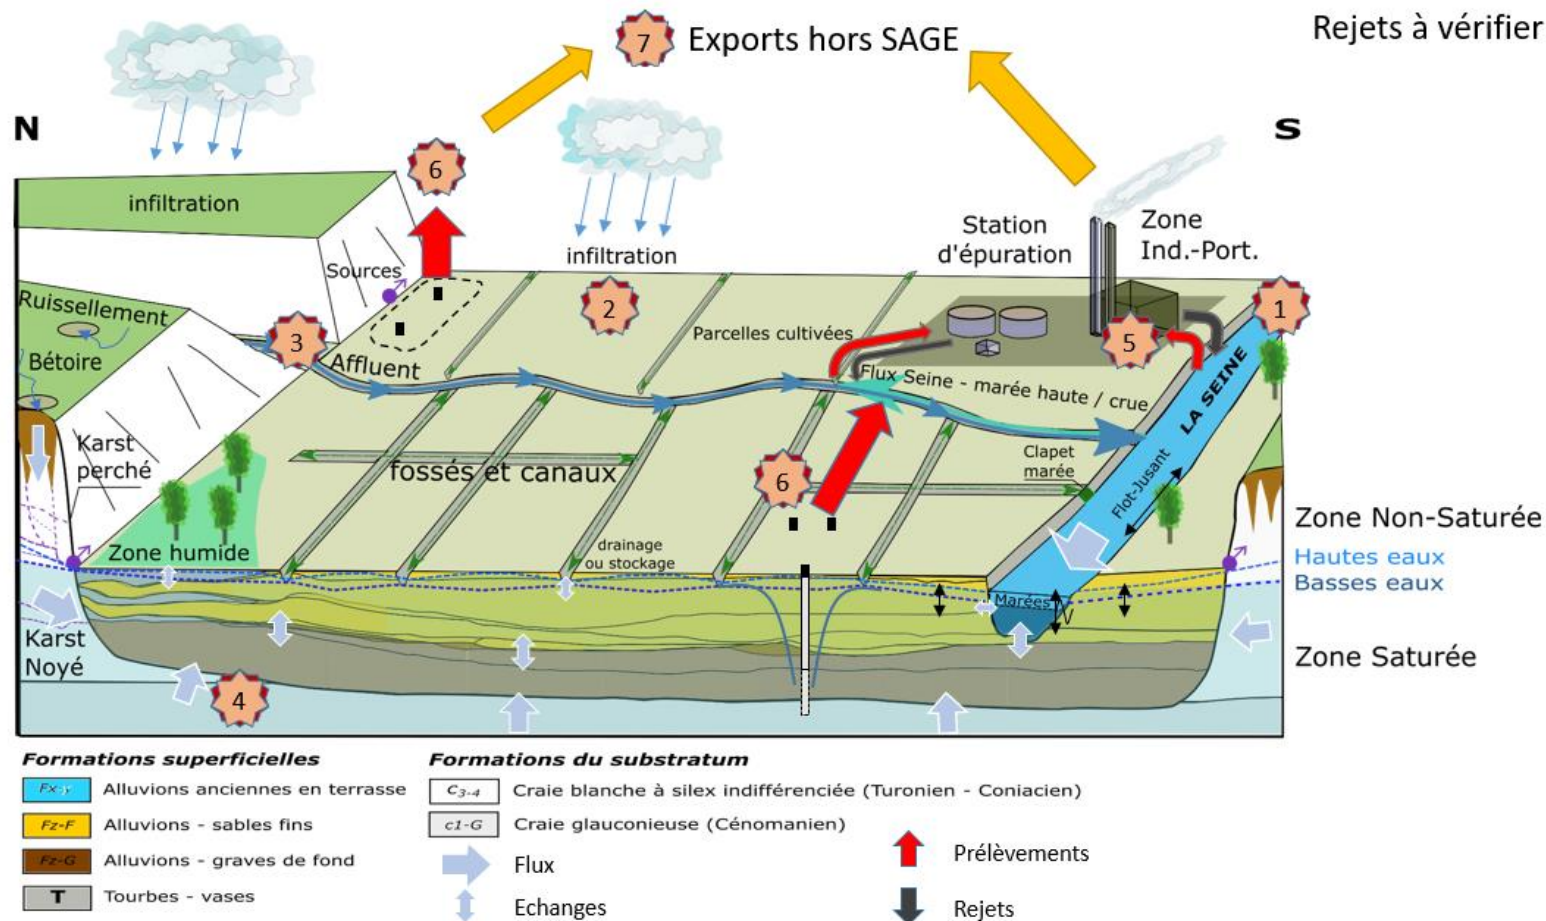 7 Exports hors SAGE
Rejets à vérifier
N
S
6
infiltration
infiltration
Station
d'épuration
Zone
Ind.-Port.
Sources
Ruissellement
Bétoire
2
1
3
Parcelles cultivées
5
Affluent
Flux Seine - marée haute / crue
LA SEINE
Karst
perché
fossés et canaux
Clapet
marée
6
Flot-Jusant
Zone humide
drainage
ou stockage
Zone Non-Saturée
Hautes eaux
Basses eaux
Marées
Karst
Noyé
Zone Saturée
4
Formations superficielles
Fx-y Alluvions anciennes en terrasse
Fz-F Alluvions - sables fins
Fz-G Alluvions - graves de fond
T Tourbes - vases
Formations du substratum
C3-4 Craie blanche à silex indifférenciée (Turonien - Coniacien)
c1-G Craie glauconieuse (Cénomanien)
Flux
Echanges
Prélèvements
Rejets